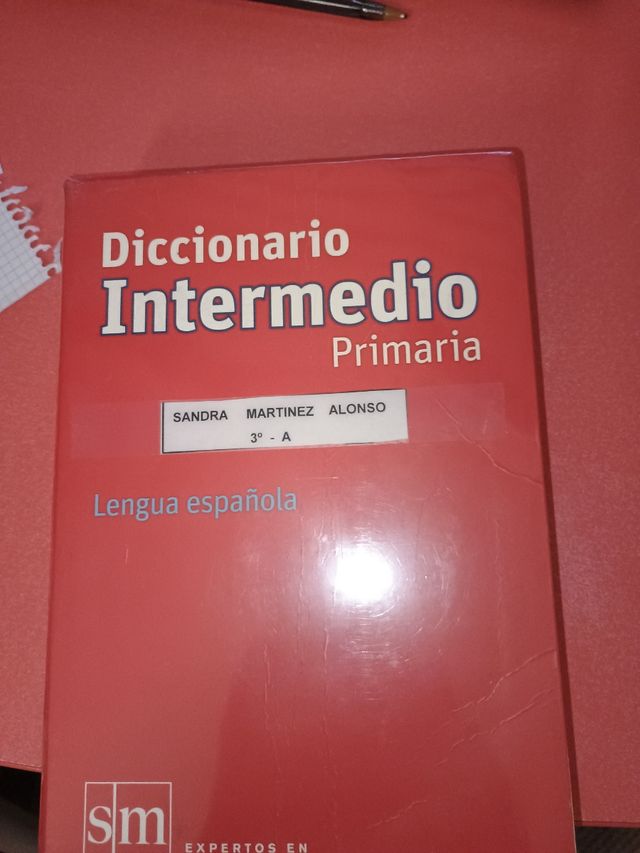 Diccionario
Intermedio
Primaria
SANDRA MARTINEZ ALONSO
3º - A
Lengua española
sm
EXPERTOS EN